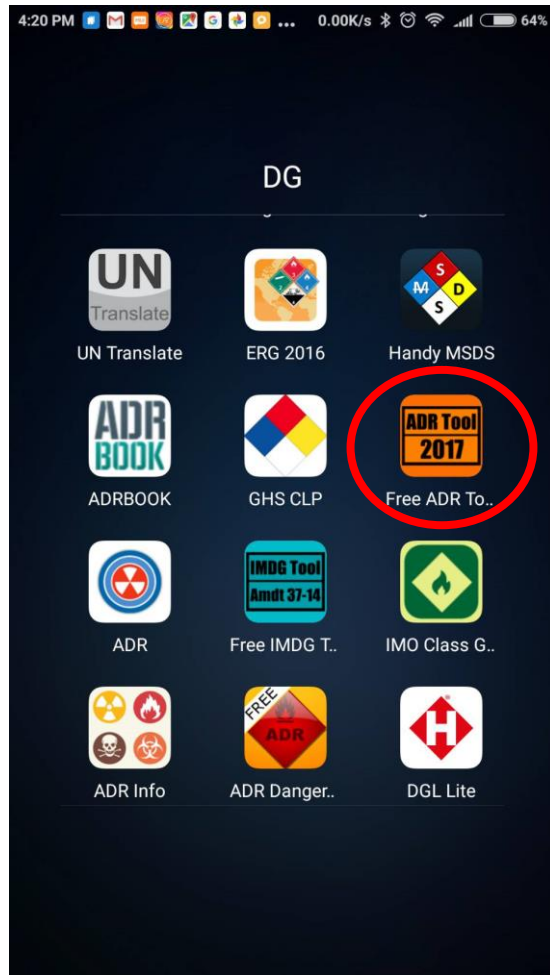 4:20 PM ... 0.00K/s 64%
DG
UN
Translate
S
M D
S
UN Translate ERG 2016 Handy MSDS
ADR
BOOK
ADR Tool
2017
ADRBOOK GHS CLP Free ADR To..
IMDG Tool
Amdt 37-14
ADR Free IMDG T.. IMO Class G..
FREE
ADR
H
ADR Info ADR Danger.. DGL Lite